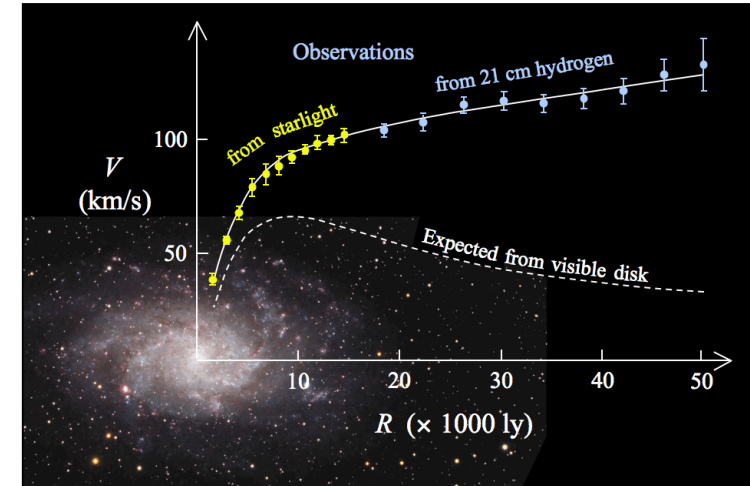 Observations
from 21 cm hydrogen
from starlight
100
V
(km/s)
50
Expected from visible disk
10 20 30 40 50
R (× 1000 ly)